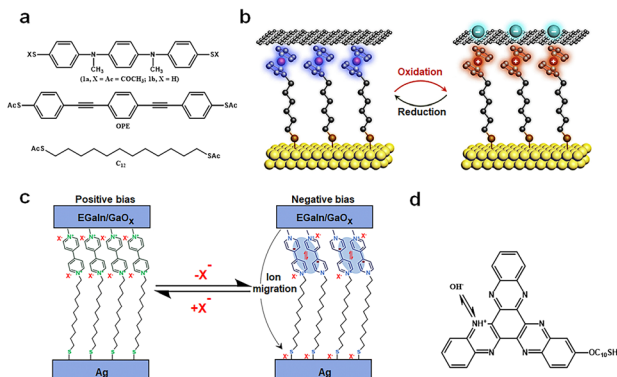 a
XS
N
N
SX
CH₃
CH₃
(1a, X = Ac = COCH₃; 1b, X = H)
AcS
SAc
OPE
AcS
SAc
C₁₂
b
Oxidation
Reduction
c
Positive bias
Negative bias
EGaIn/GaOX
EGaIn/GaOX
-X⁻
+X⁻
Ion
migration
Ag
Ag
d
OH⁻
N
N
NH⁺
N
N
N
OC₁₀SH